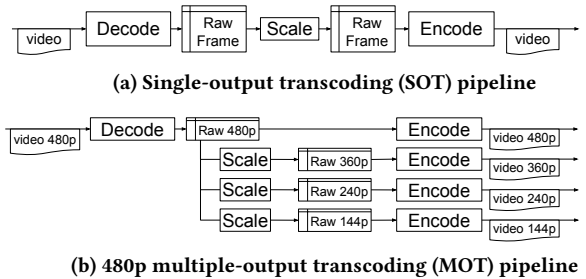 video
Decode
Raw
Frame
Scale
Raw
Frame
Encode
video
(a) Single-output transcoding (SOT) pipeline
video 480p
Decode
Raw 480p
Encode
video 480p
Scale
Raw 360p
Encode
video 360p
Scale
Raw 240p
Encode
video 240p
Scale
Raw 144p
Encode
video 144p
(b) 480p multiple-output transcoding (MOT) pipeline